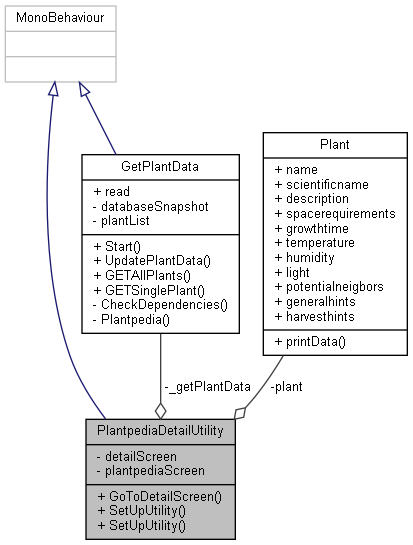 MonoBehaviour
GetPlantData
+ read
- databaseSnapshot
- plantList
+ Start()
+ UpdatePlantData()
+ GETAllPlants()
+ GETSinglePlant()
- CheckDependencies()
- Plantpedia()
Plant
+ name
+ scientificname
+ description
+ spacerequirements
+ growthtime
+ temperature
+ humidity
+ light
+ potentialneigbors
+ generalhints
+ harvesthints
+ printData()
-_getPlantData
-plant
PlantpediaDetailUtility
- detailScreen
- plantpediaScreen
+ GoToDetailScreen()
+ SetUpUtility()
+ SetUpUtility()